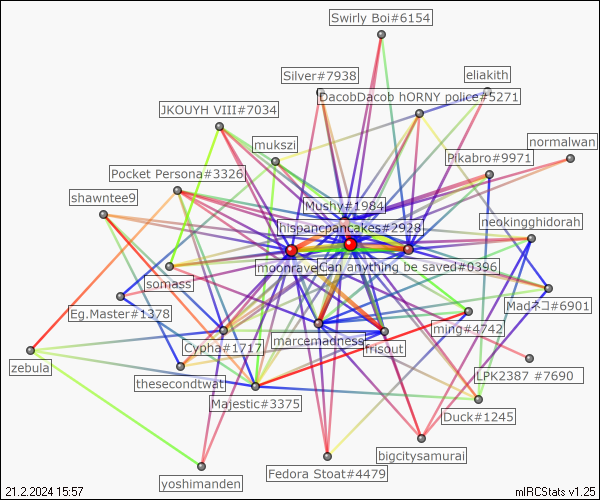 Swirly Boi#6154
Silver#7938
eliakith
DacobDacob hORNY police#5271
JKOUYH VIII#7034
mukszi
normalwan
Pikabro#9971
Pocket Persona#3326
shawntee9
Mushy#1984
neokingghidorah
hispancpancakes#2928
moonrave
Can anything be saved#0396
somass
Eg.Master#1378
Madネコ#6901
ming#4742
marcemadness
Cypha#1717
frisout
zebula
thesecondtwat
LPK2387 #7690
Majestic#3375
Duck#1245
bigcitysamurai
Fedora Stoat#4479
yoshimanden
21.2.2024 15:57
mIRCStats v1.25